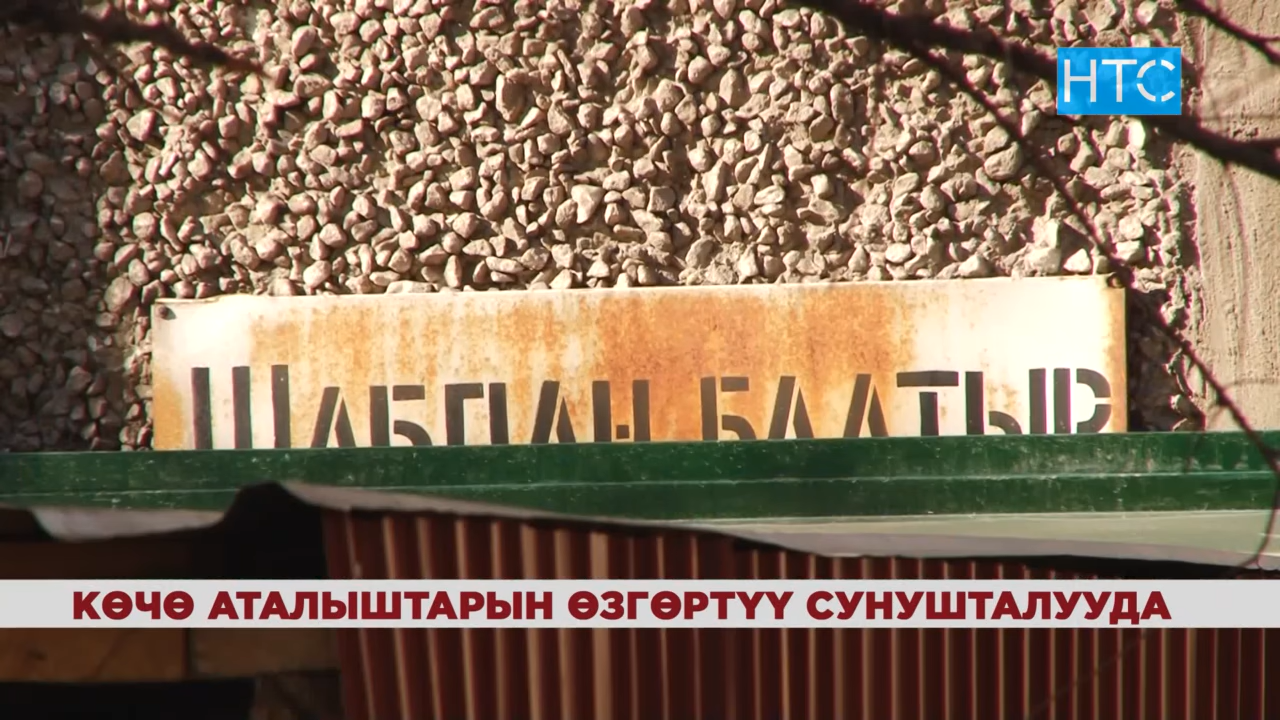 НТС
ШАБДАН БААТЫР
КӨЧӨ АТАЛЫШТАРЫН ӨЗГӨРТҮҮ СУНУШТАЛУУДА